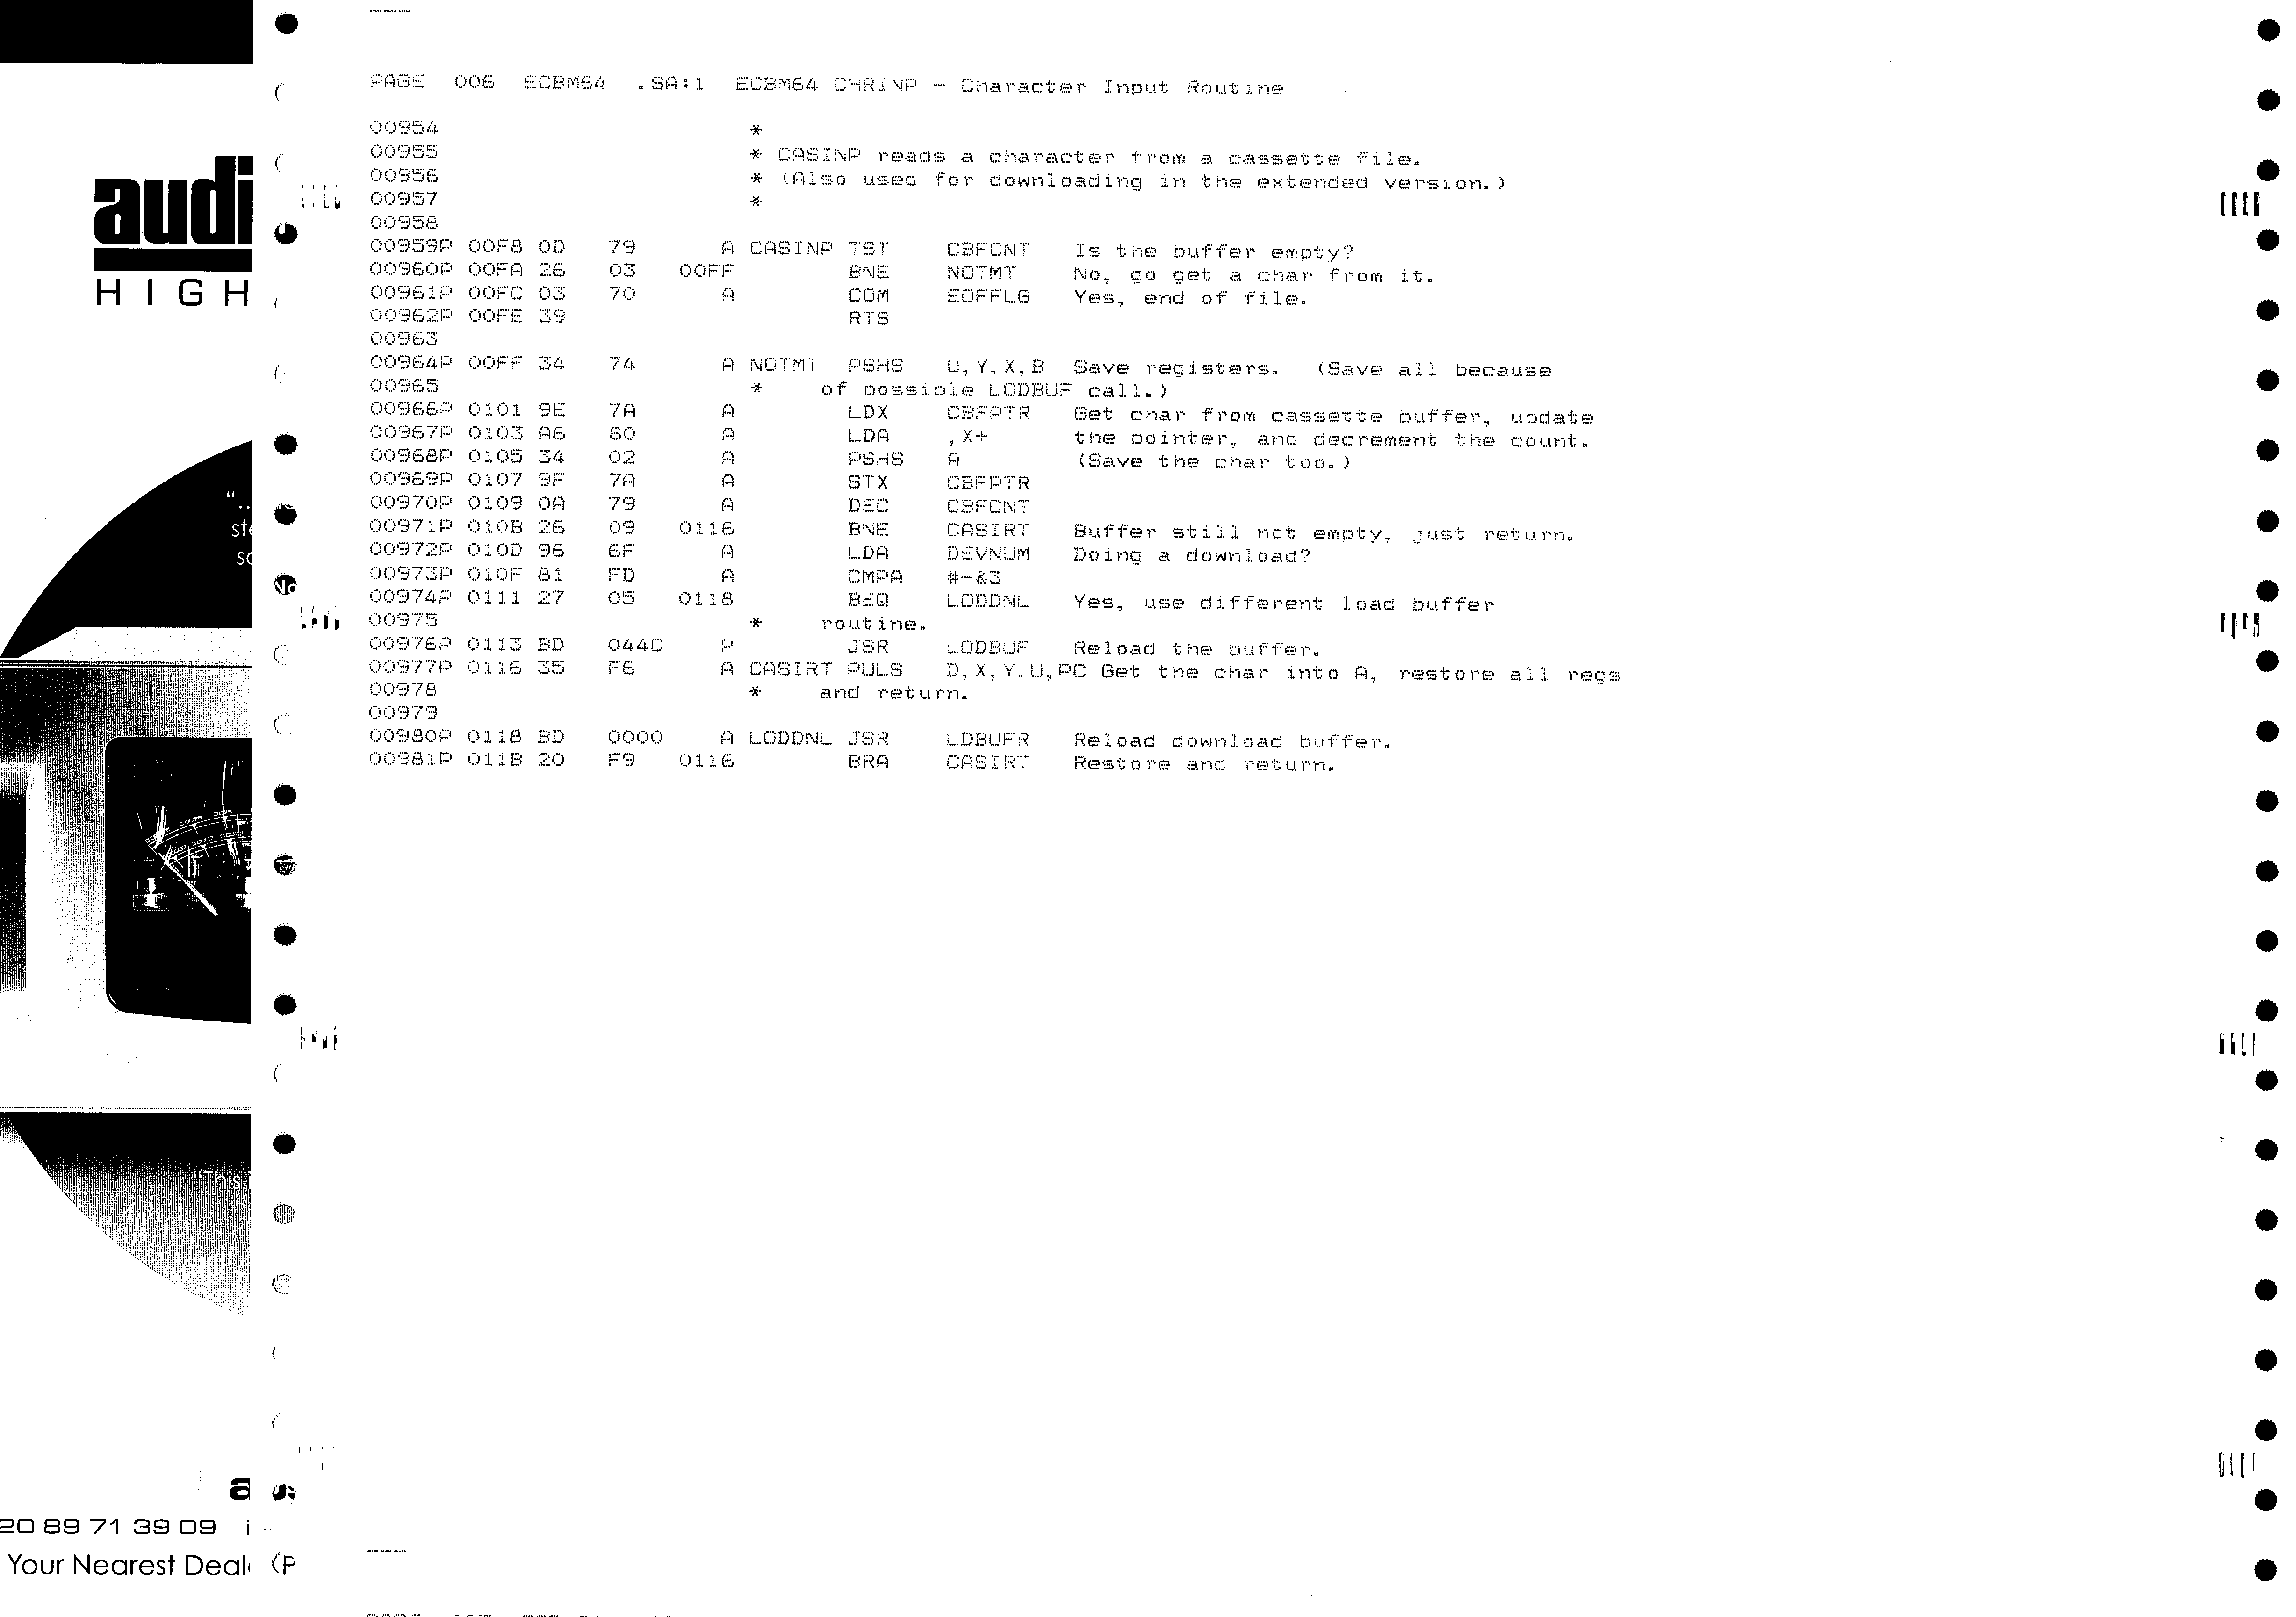 audi
HIGH
"...
ste
sc
No
"This i
a
20 89 71 39 09 i
Your Nearest Deal (P
PAGE 006 ECBM64 .SA:1 ECBM64 CHRINP - Character Input Routine
00954 *
00955 * CASINP reads a character from a cassette file.
00956 * (Also used for downloading in the extended version.)
00957 *
00958
00959P 00F8 0D 79 A CASINP TST CBFCNT Is the buffer empty?
00960P 00FA 26 03 00FF BNE NOTMT No, go get a char from it.
00961P 00FC 03 70 A COM EOFFLG Yes, end of file.
00962P 00FE 39 RTS
00963
00964P 00FF 34 74 A NOTMT PSHS U,Y,X,B Save registers. (Save all because
00965 * of possible LODBUF call.)
00966P 0101 9E 7A A LDX CBFPTR Get char from cassette buffer, update
00967P 0103 A6 80 A LDA ,X+ the pointer, and decrement the count.
00968P 0105 34 02 A PSHS A (Save the char too.)
00969P 0107 9F 7A A STX CBFPTR
00970P 0109 0A 79 A DEC CBFCNT
00971P 010B 26 09 0116 BNE CASIRT Buffer still not empty, just return.
00972P 010D 96 6F A LDA DEVNUM Doing a download?
00973P 010F 81 FD A CMPA #-&3
00974P 0111 27 05 0118 BEQ LODDNL Yes, use different load buffer
00975 * routine.
00976P 0113 BD 044C P JSR LODBUF Reload the buffer.
00977P 0116 35 F6 A CASIRT PULS D,X,Y,U,PC Get the char into A, restore all regs
00978 * and return.
00979
00980P 0118 BD 0000 A LODDNL JSR LDBUFR Reload download buffer.
00981P 011B 20 F9 0116 BRA CASIRT Restore and return.